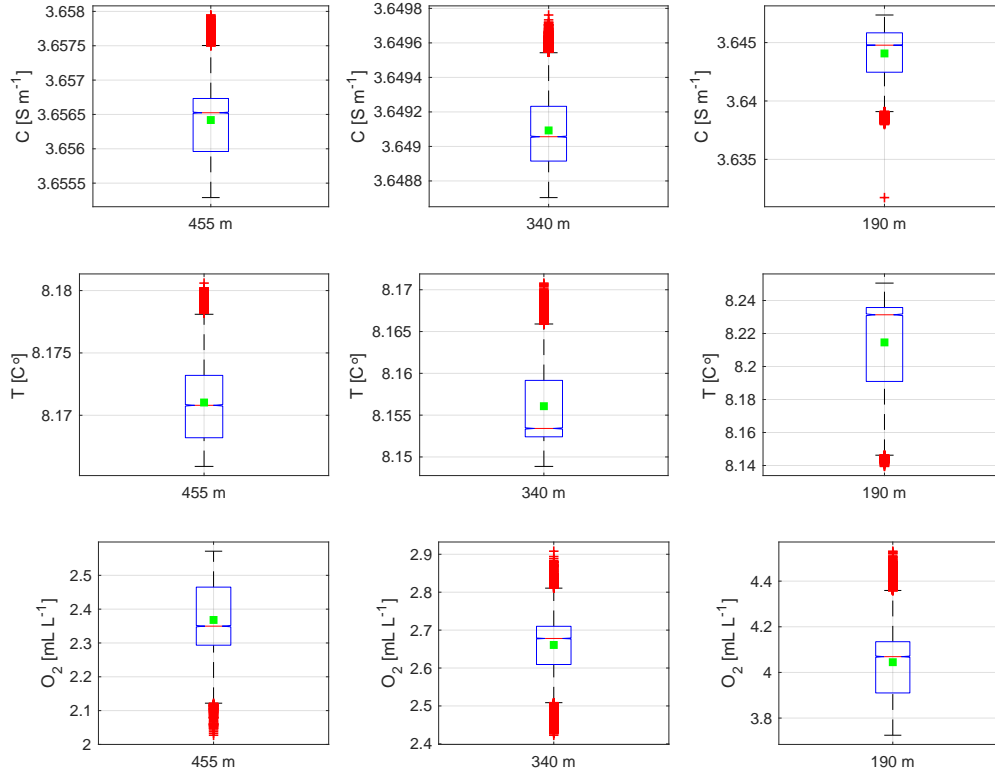 3.658
3.6575
3.657
3.6565
3.656
3.6555
C [S m⁻¹]
455 m
3.6498
3.6496
3.6494
3.6492
3.649
3.6488
C [S m⁻¹]
340 m
3.645
3.64
3.635
C [S m⁻¹]
190 m
8.18
8.175
8.17
T [Cº]
455 m
8.17
8.165
8.16
8.155
8.15
T [Cº]
340 m
8.24
8.22
8.2
8.18
8.16
8.14
T [Cº]
190 m
2.5
2.4
2.3
2.2
2.1
2
O₂ [mL L⁻¹]
455 m
2.9
2.8
2.7
2.6
2.5
2.4
O₂ [mL L⁻¹]
340 m
4.4
4.2
4
3.8
O₂ [mL L⁻¹]
190 m